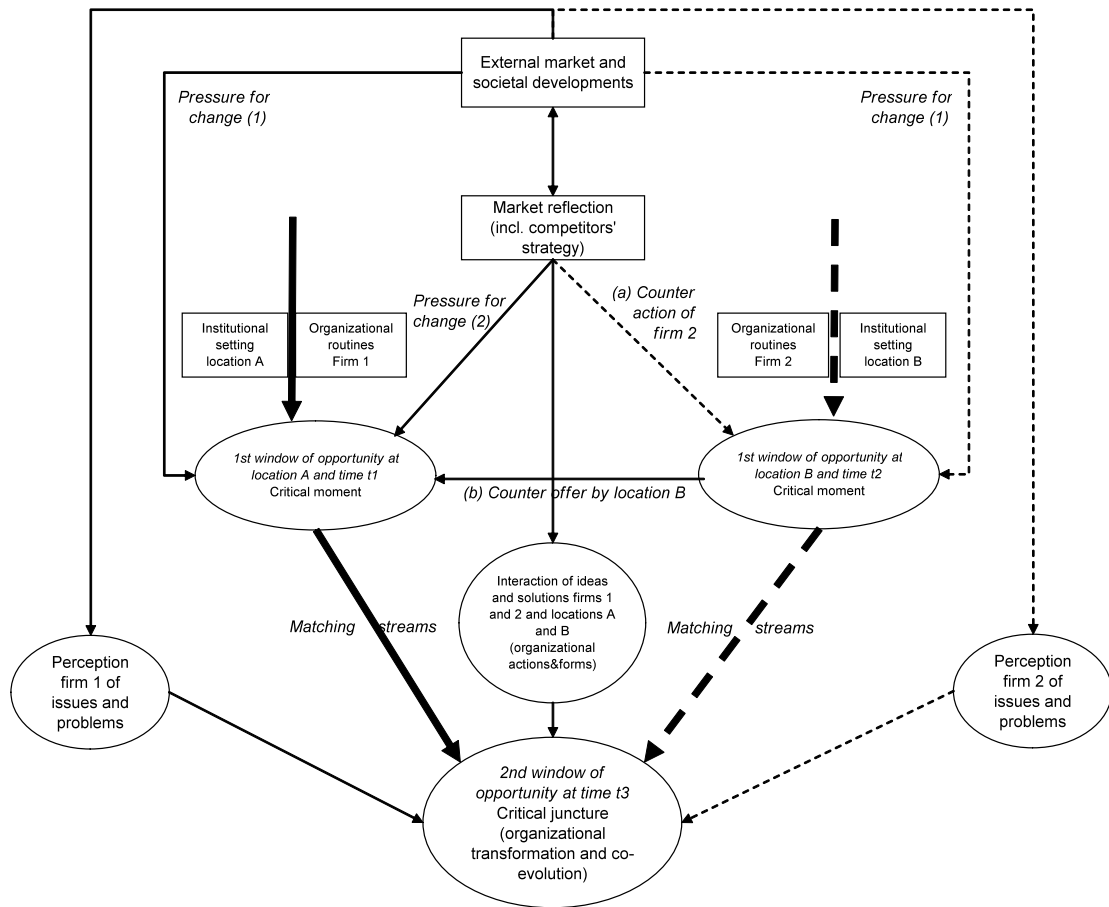 External market and
societal developments
Pressure for
change (1)
Pressure for
change (1)
Market reflection
(incl. competitors'
strategy)
Pressure for
change (2)
(a) Counter
action of
firm 2
Institutional
setting
location A
Organizational
routines
Firm 1
Organizational
routines
Firm 2
Institutional
setting
location B
1st window of opportunity at
location A and time t1
Critical moment
1st window of opportunity at
location B and time t2
Critical moment
(b) Counter offer by location B
Interaction of ideas
and solutions firms 1
and 2 and locations A
and B
(organizational
actions&forms)
Matching streams
Matching streams
Perception
firm 1 of
issues and
problems
Perception
firm 2 of
issues and
problems
2nd window of
opportunity at time t3
Critical juncture
(organizational
transformation and co-
evolution)